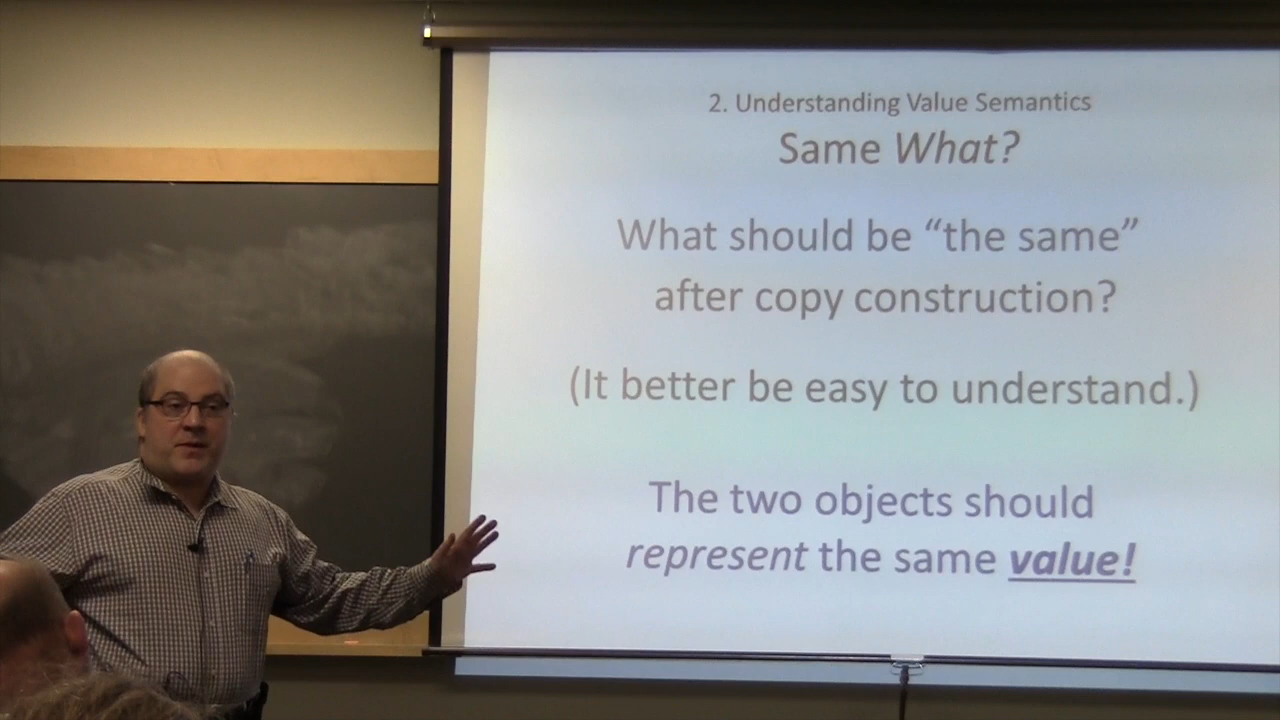 2. Understanding Value Semantics
Same What?
What should be “the same”
after copy construction?
(It better be easy to understand.)
The two objects should
represent the same value!